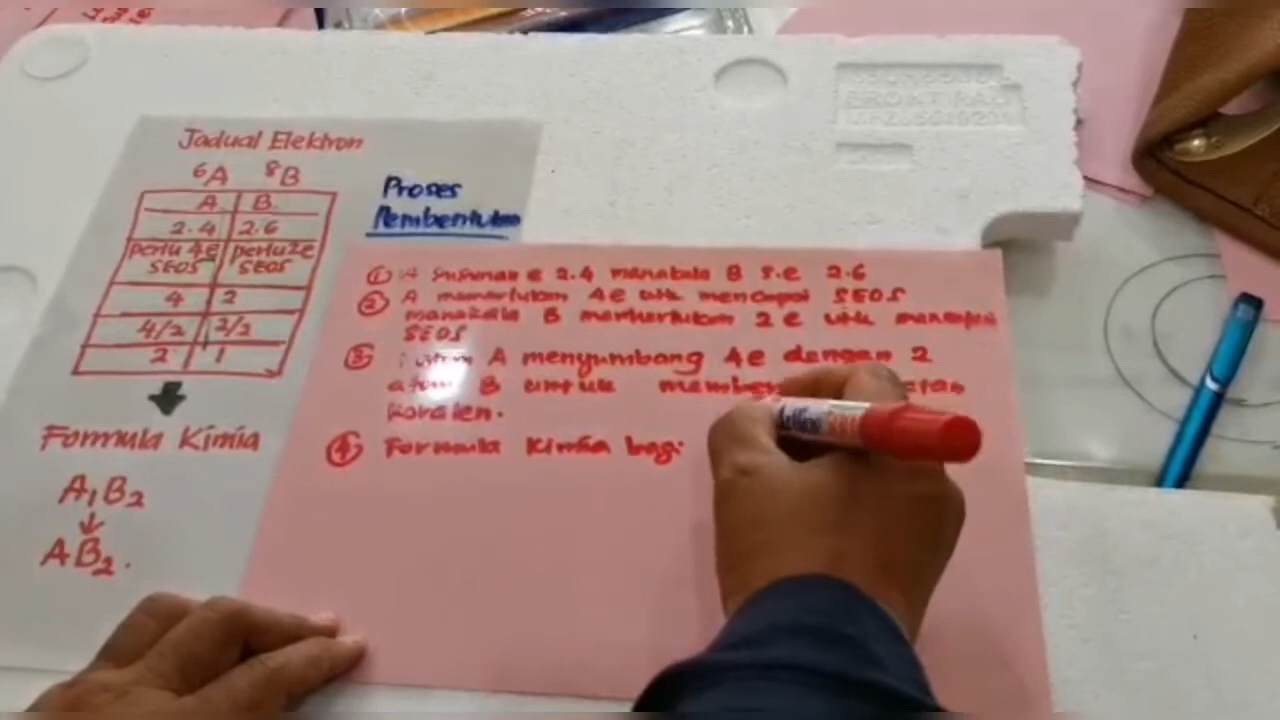 Jadual Elektron
6A 8B
A B
2.4 2.6
perlu 4e perlu 2e
SEOS SEOS
4 2
4/2 2/2
2 1
Formula Kimia
A1B2
AB2.
Proses
Pembentukan
① A susunan e 2.4 manakala B s.e 2.6
② A memerlukan 4e utk mencapai SEOS
manakala B memerlukan 2e utk mencapai
SEOS
③ atom A menyumbang 4e dengan 2
atom B untuk
kovalen.
④ Formula Kimia bagi